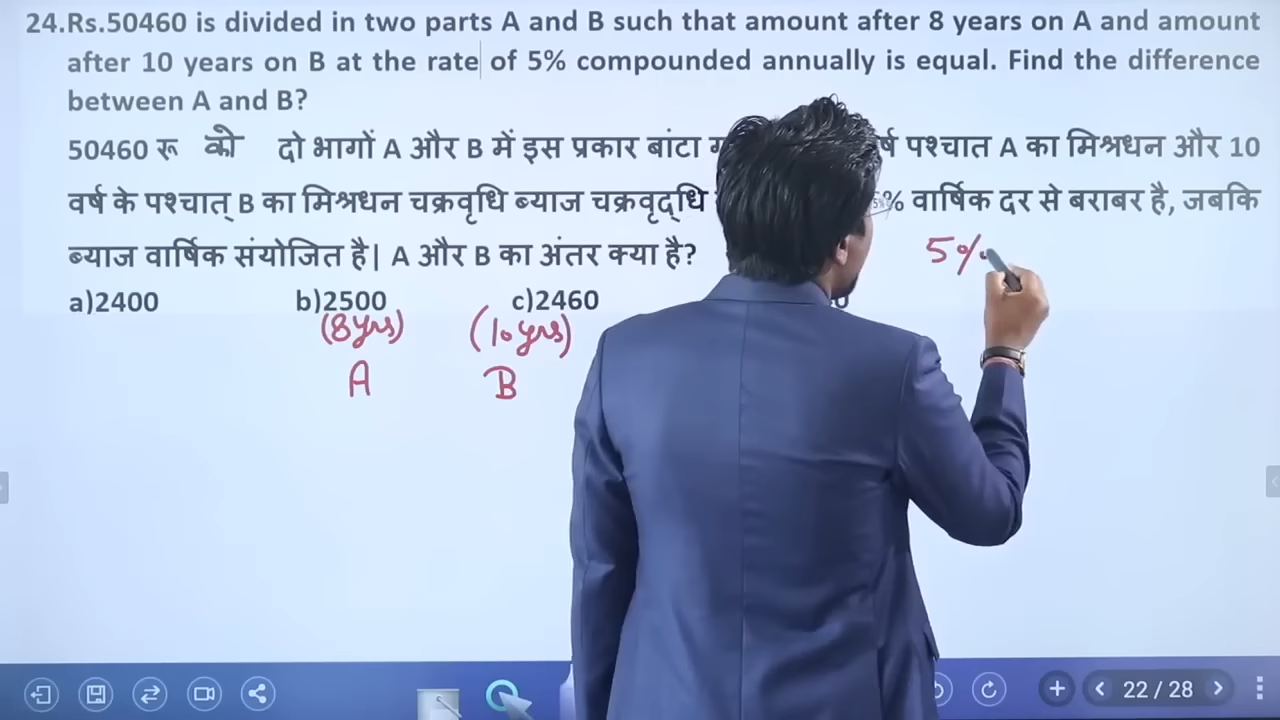 24.Rs.50460 is divided in two parts A and B such that amount after 8 years on A and amount
after 10 years on B at the rate of 5% compounded annually is equal. Find the difference
between A and B?
50460 रू को दो भागों A और B में इस प्रकार बांटा पश्चात A का मिश्रधन और 10
वर्ष के पश्चात् B का मिश्रधन चक्रवृधि ब्याज चक्रवृद्धि 5% वार्षिक दर से बराबर है, जबकि
ब्याज वार्षिक संयोजित है| A और B का अंतर क्या है?
5%
a)2400 b)2500 c)2460
(8yrs) (10yrs)
A B
22 / 28